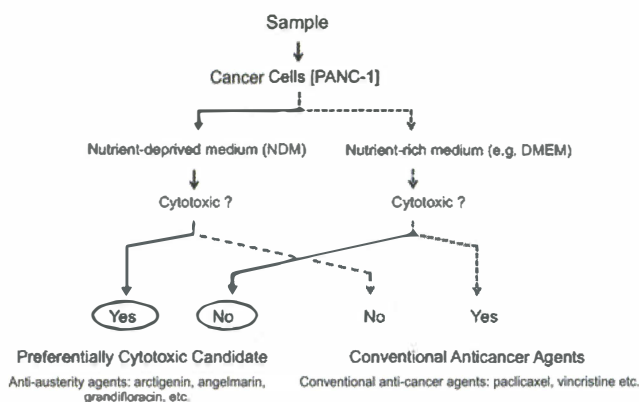 Sample
Cancer Cells [PANC-1]
Nutrient-deprived medium (NDM)
Nutrient-rich medium (e.g. DMEM)
Cytotoxic ?
Cytotoxic ?
Yes
No
No
Yes
Preferentially Cytotoxic Candidate
Conventional Anticancer Agents
Anti-austerity agents: arctigenin, angelmarin,
grandifloracin, etc.
Conventional anti-cancer agents: paclicaxel, vincristine etc.